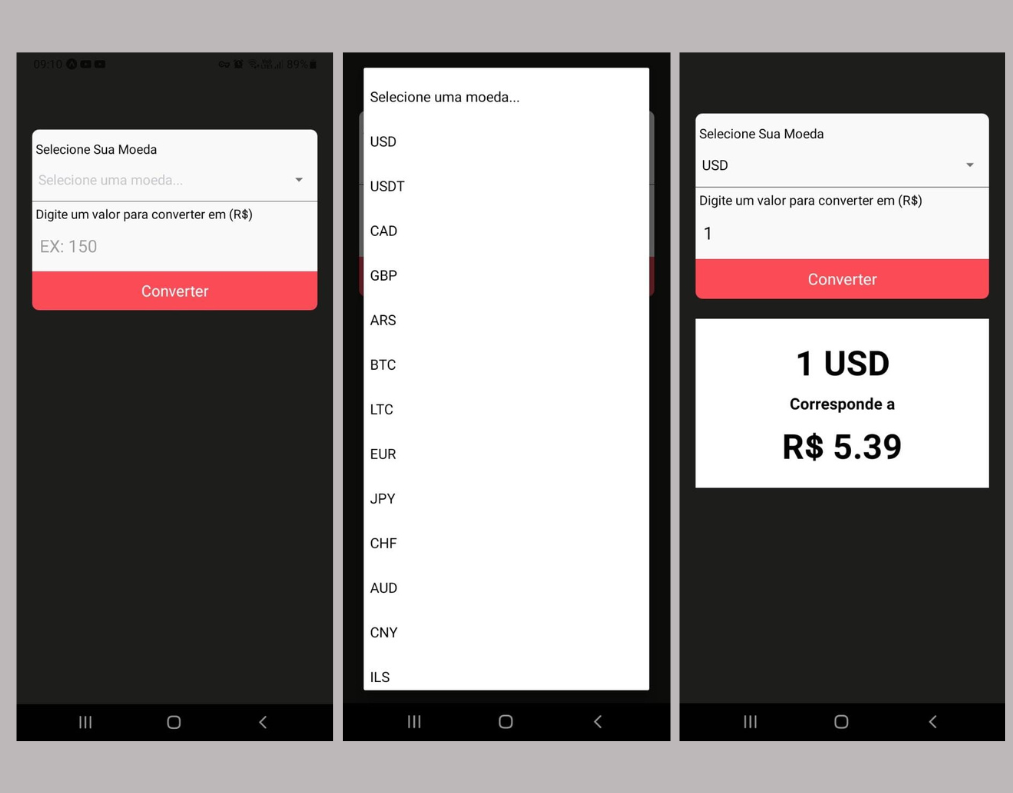 09:10
89%
Selecione Sua Moeda
Selecione uma moeda...
Digite um valor para converter em (R$)
EX: 150
Converter
Selecione uma moeda...
USD
USDT
CAD
GBP
ARS
BTC
LTC
EUR
JPY
CHF
AUD
CNY
ILS
Selecione Sua Moeda
USD
Digite um valor para converter em (R$)
1
Converter
1 USD
Corresponde a
R$ 5.39